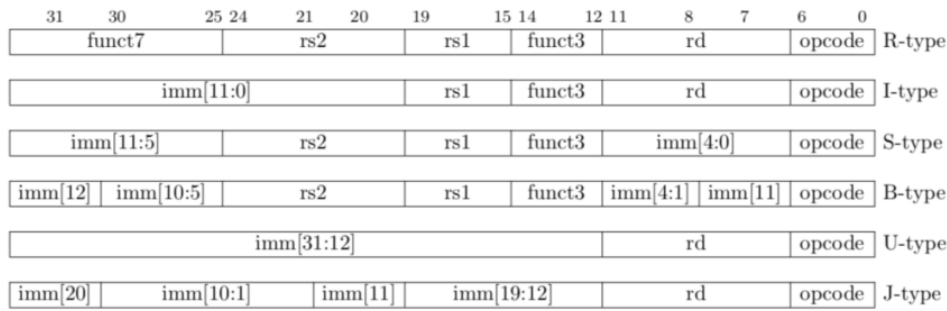 31 30 25 24 21 20 19 15 14 12 11 8 7 6 0
funct7 rs2 rs1 funct3 rd opcode R-type
imm[11:0] rs1 funct3 rd opcode I-type
imm[11:5] rs2 rs1 funct3 imm[4:0] opcode S-type
imm[12] imm[10:5] rs2 rs1 funct3 imm[4:1] imm[11] opcode B-type
imm[31:12] rd opcode U-type
imm[20] imm[10:1] imm[11] imm[19:12] rd opcode J-type